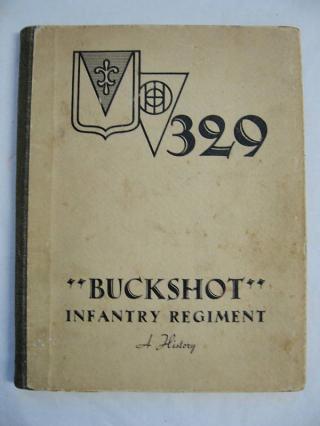 329
"BUCKSHOT"
INFANTRY REGIMENT
A History